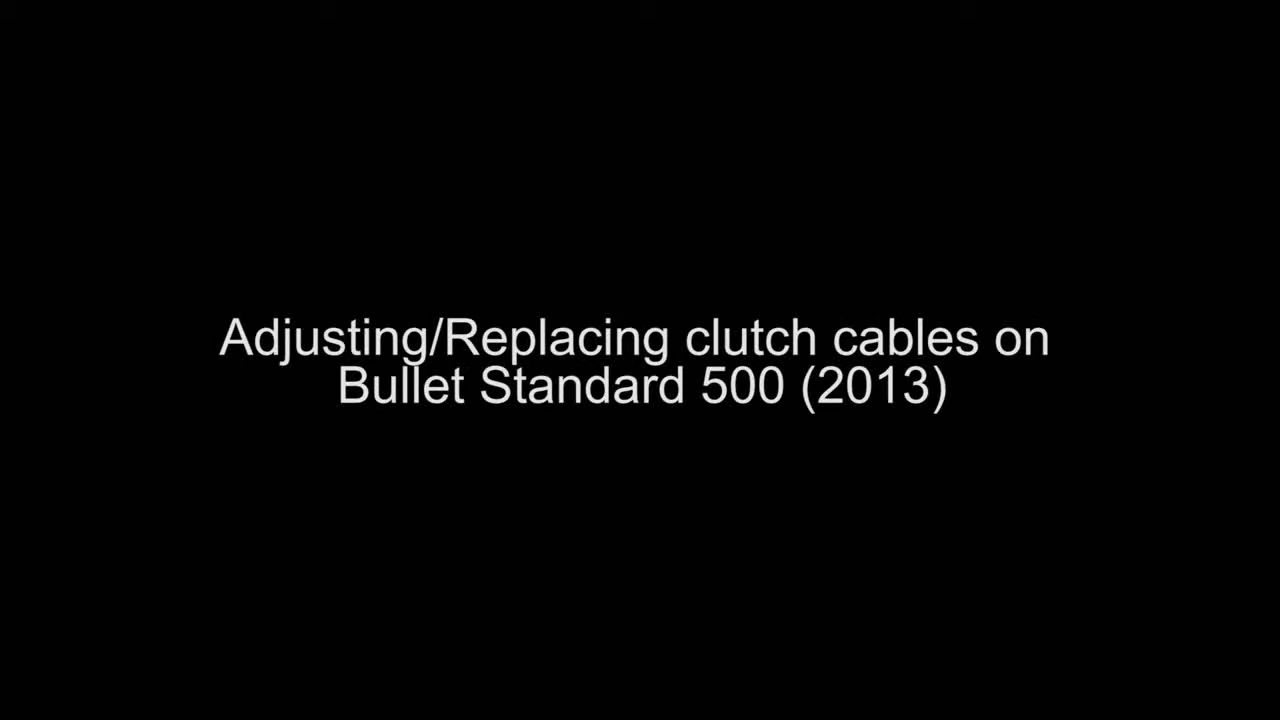 Adjusting/Replacing clutch cables on
Bullet Standard 500 (2013)